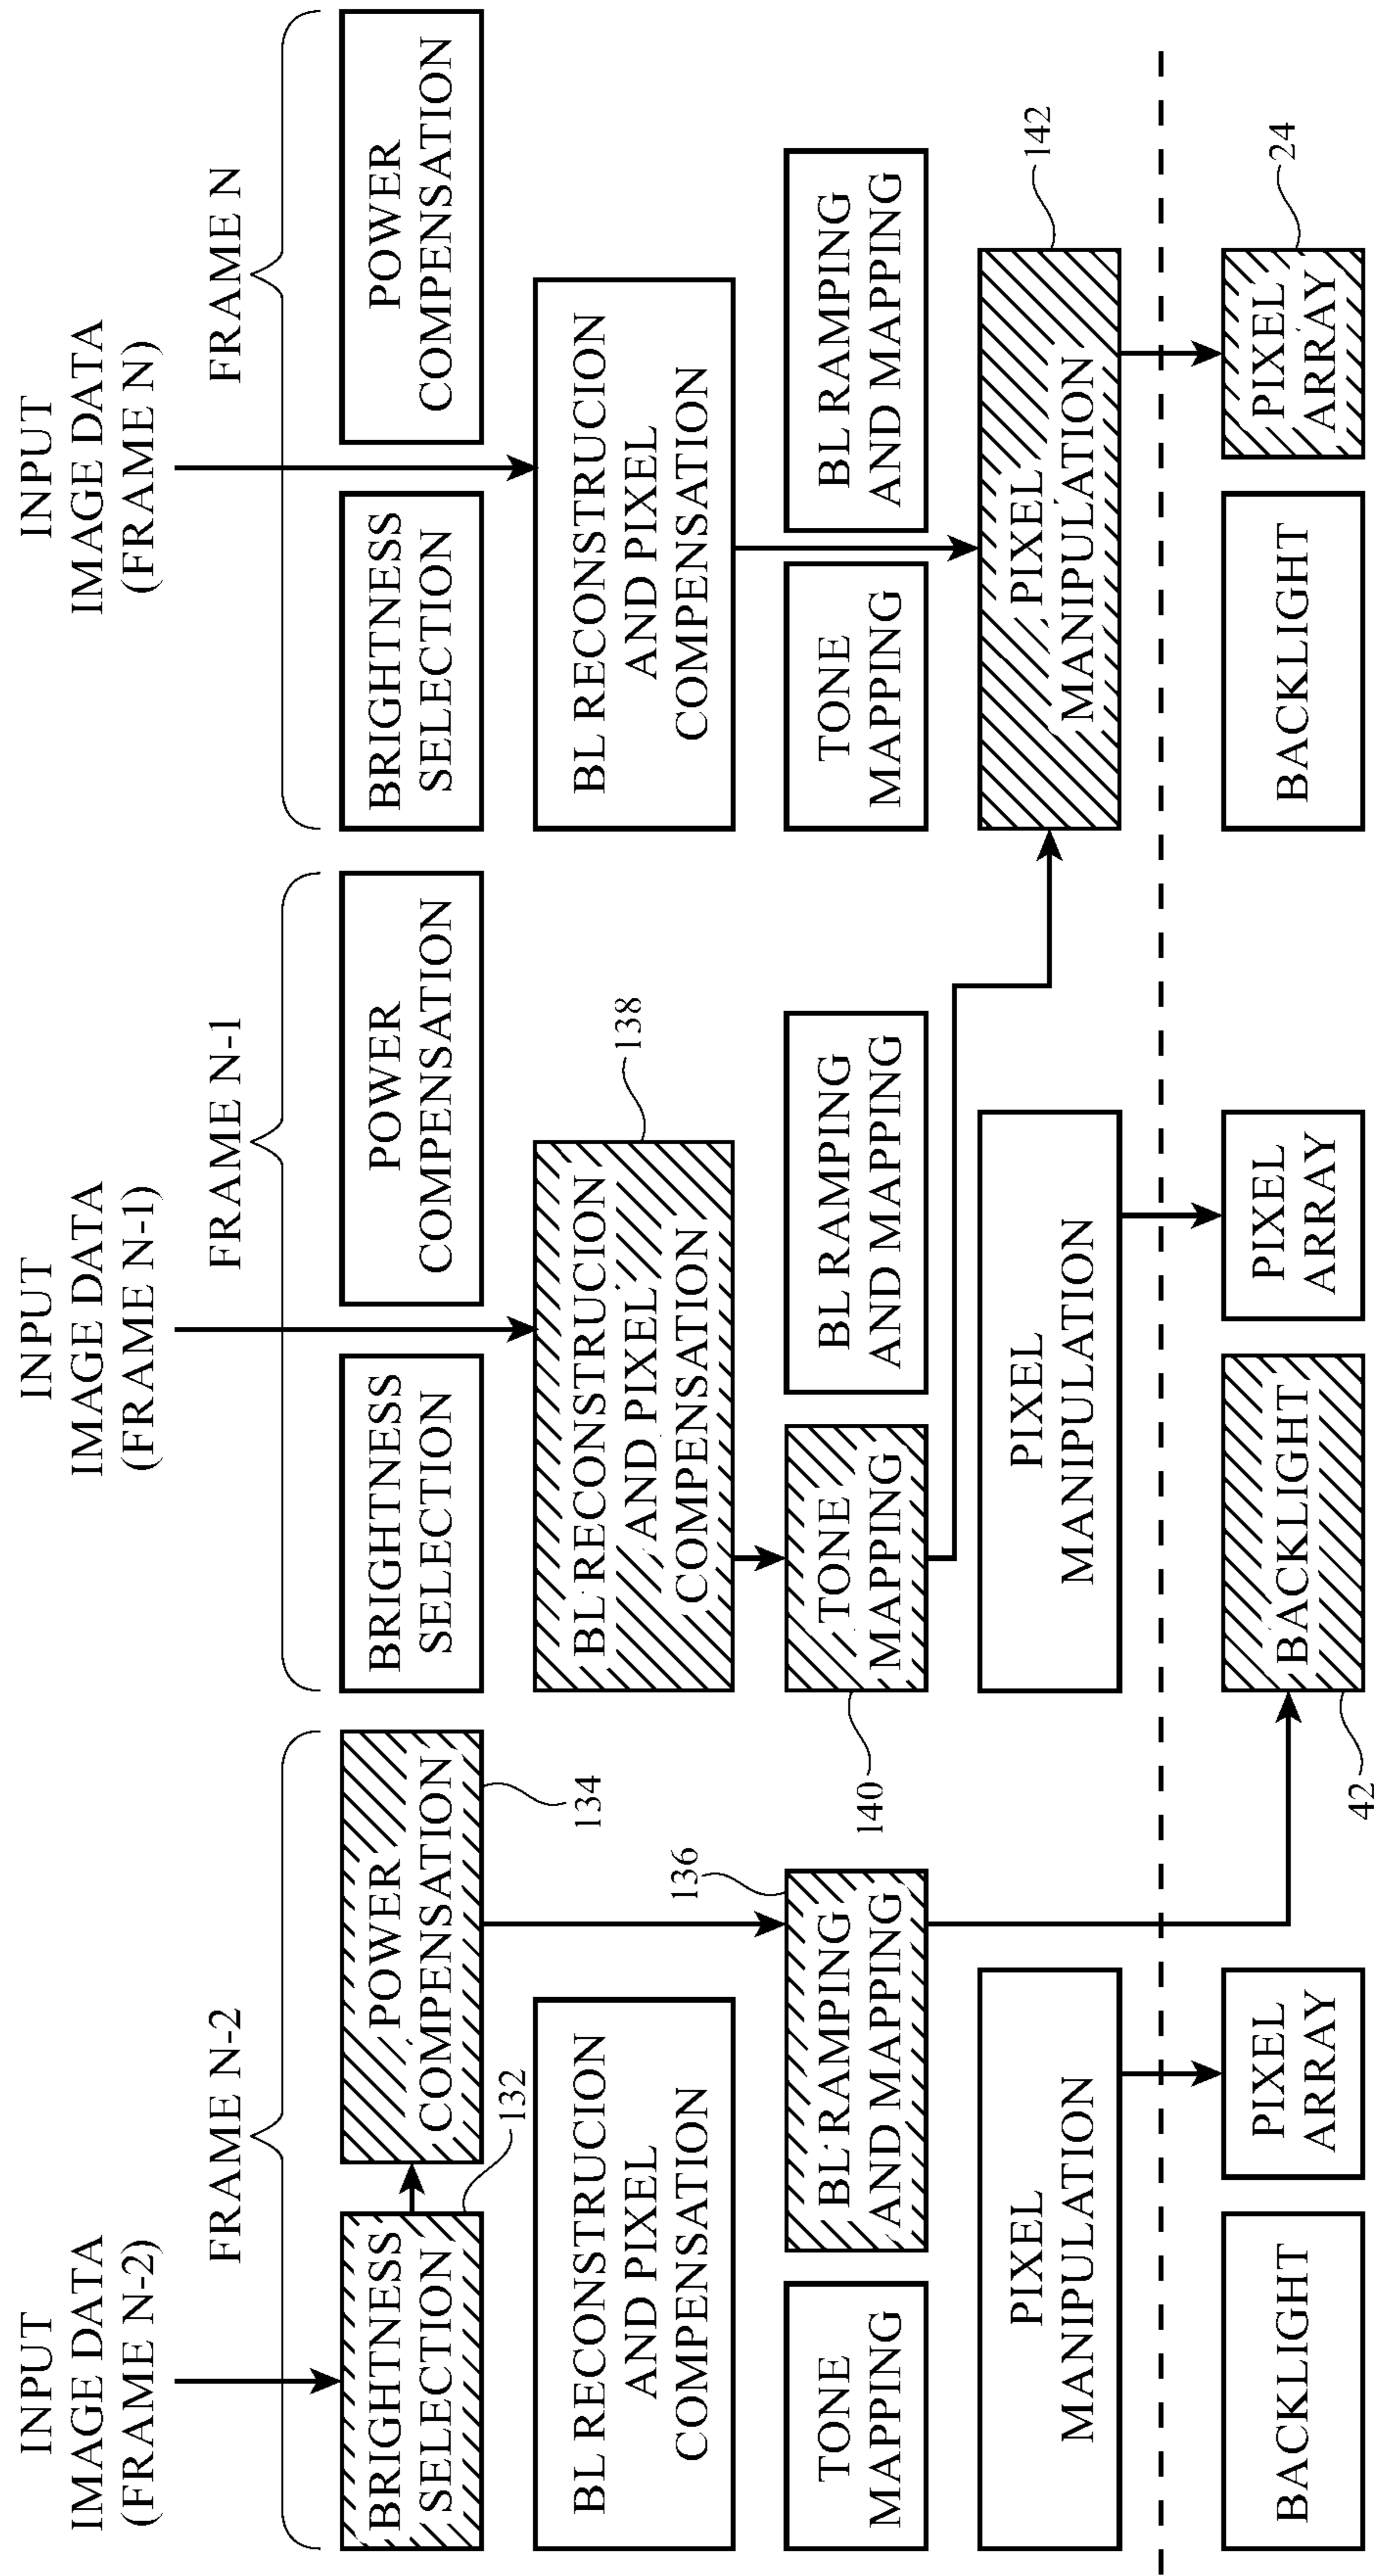 INPUT
IMAGE DATA
(FRAME N-2)
FRAME N-2
BRIGHTNESS
SELECTION
132
POWER
COMPENSATION
134
BL RECONSTRUCION
AND PIXEL
COMPENSATION
TONE
MAPPING
BL RAMPING
AND MAPPING
136
PIXEL
MANIPULATION
BACKLIGHT
PIXEL
ARRAY
INPUT
IMAGE DATA
(FRAME N-1)
FRAME N-1
BRIGHTNESS
SELECTION
POWER
COMPENSATION
BL RECONSTRUCION
AND PIXEL
COMPENSATION
138
TONE
MAPPING
140
BL RAMPING
AND MAPPING
PIXEL
MANIPULATION
BACKLIGHT
42
PIXEL
ARRAY
INPUT
IMAGE DATA
(FRAME N)
FRAME N
BRIGHTNESS
SELECTION
POWER
COMPENSATION
BL RECONSTRUCION
AND PIXEL
COMPENSATION
TONE
MAPPING
BL RAMPING
AND MAPPING
PIXEL
MANIPULATION
142
BACKLIGHT
PIXEL
ARRAY
24